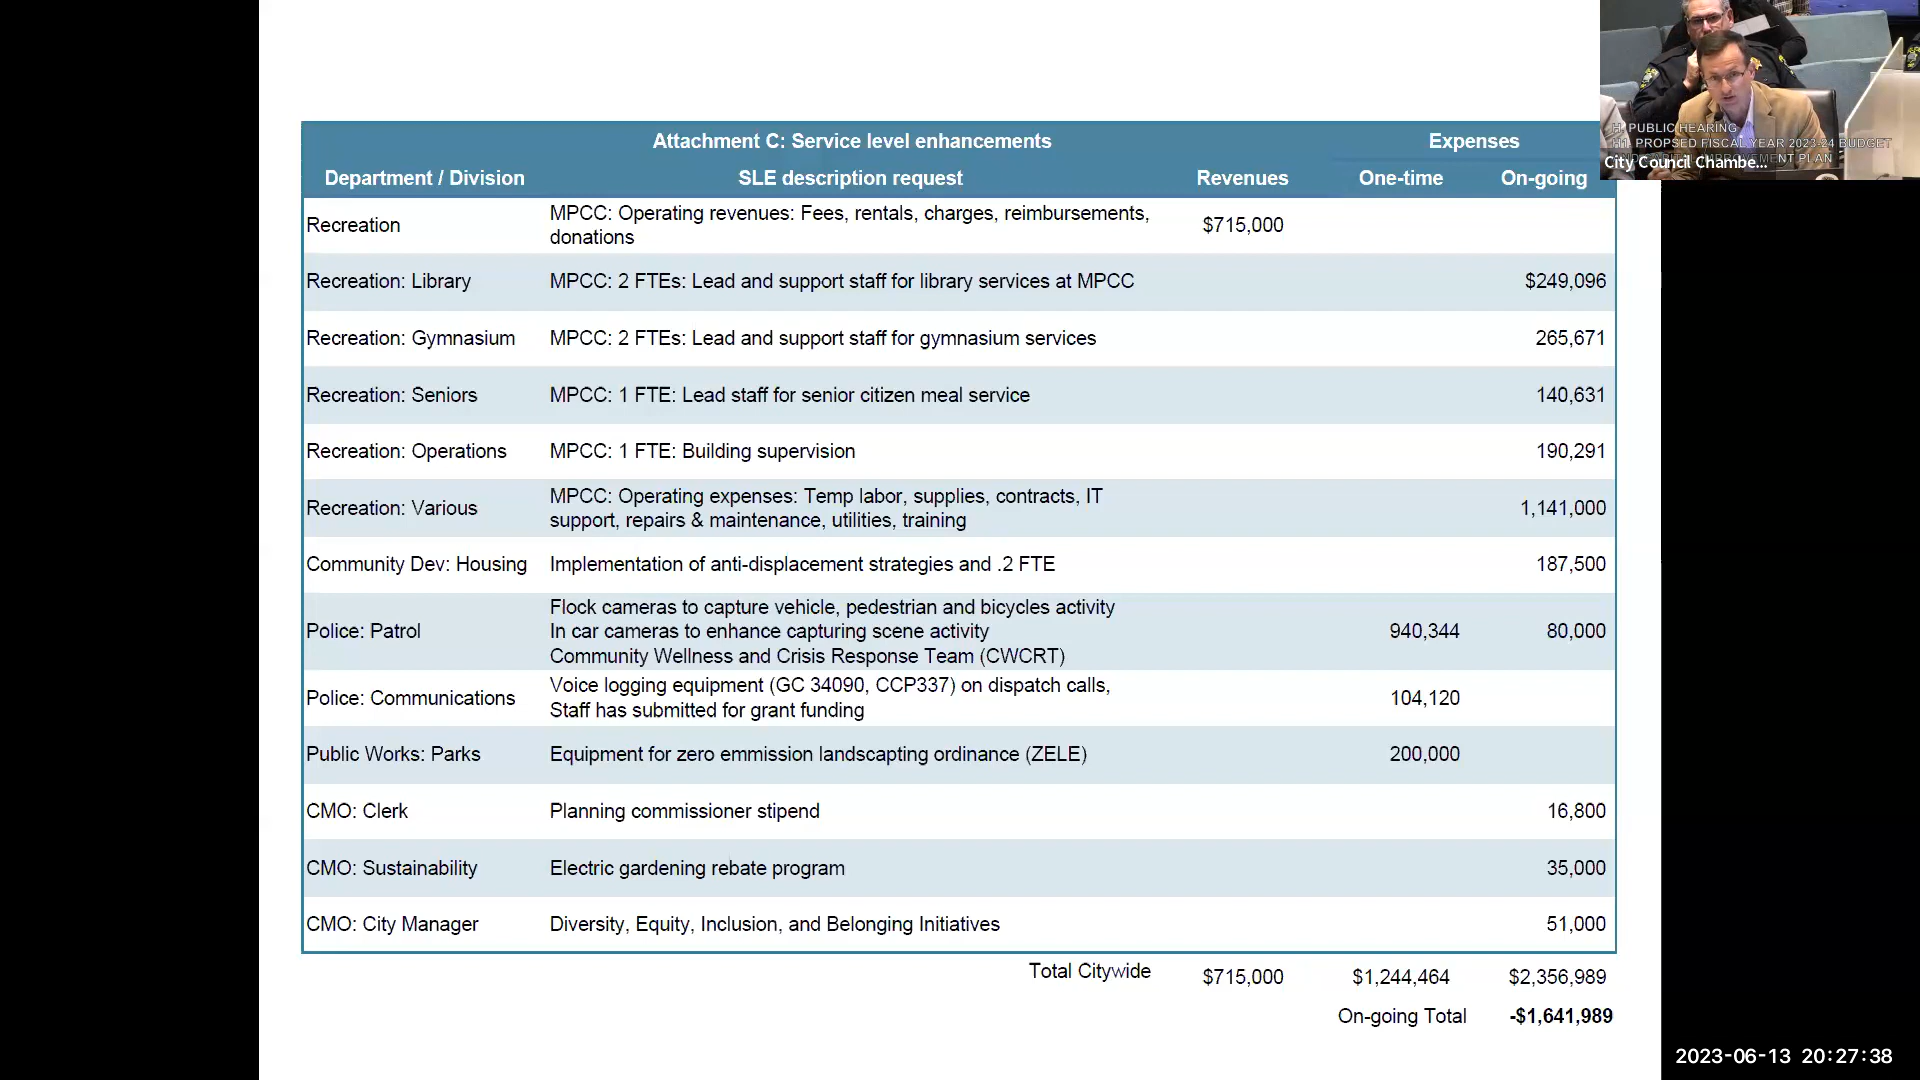 Attachment C: Service level enhancements Expenses
Department / Division SLE description request Revenues One-time On-going
Recreation MPCC: Operating revenues: Fees, rentals, charges, reimbursements, donations $715,000
Recreation: Library MPCC: 2 FTEs: Lead and support staff for library services at MPCC $249,096
Recreation: Gymnasium MPCC: 2 FTEs: Lead and support staff for gymnasium services 265,671
Recreation: Seniors MPCC: 1 FTE: Lead staff for senior citizen meal service 140,631
Recreation: Operations MPCC: 1 FTE: Building supervision 190,291
Recreation: Various MPCC: Operating expenses: Temp labor, supplies, contracts, IT support, repairs & maintenance, utilities, training 1,141,000
Community Dev: Housing Implementation of anti-displacement strategies and .2 FTE 187,500
Police: Patrol Flock cameras to capture vehicle, pedestrian and bicycles activity
In car cameras to enhance capturing scene activity 940,344 80,000
Community Wellness and Crisis Response Team (CWCRT)
Police: Communications Voice logging equipment (GC 34090, CCP337) on dispatch calls, Staff has submitted for grant funding 104,120
Public Works: Parks Equipment for zero emmission landscapting ordinance (ZELE) 200,000
CMO: Clerk Planning commissioner stipend 16,800
CMO: Sustainability Electric gardening rebate program 35,000
CMO: City Manager Diversity, Equity, Inclusion, and Belonging Initiatives 51,000
Total Citywide $715,000 $1,244,464 $2,356,989
On-going Total -$1,641,989
H. PUBLIC HEARING
H1. PROPSED FISCAL YEAR 2023-24 BUDGET
City Council Chambe...
2023-06-13 20:27:38